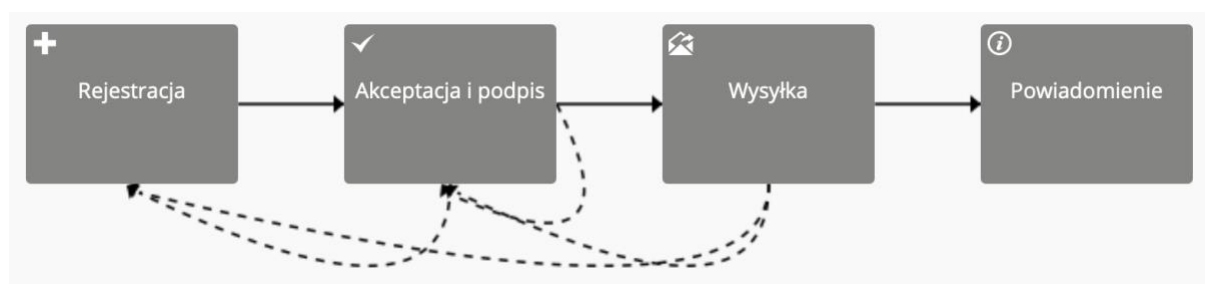 Rejestracja
Akceptacja i podpis
Wysyłka
Powiadomienie